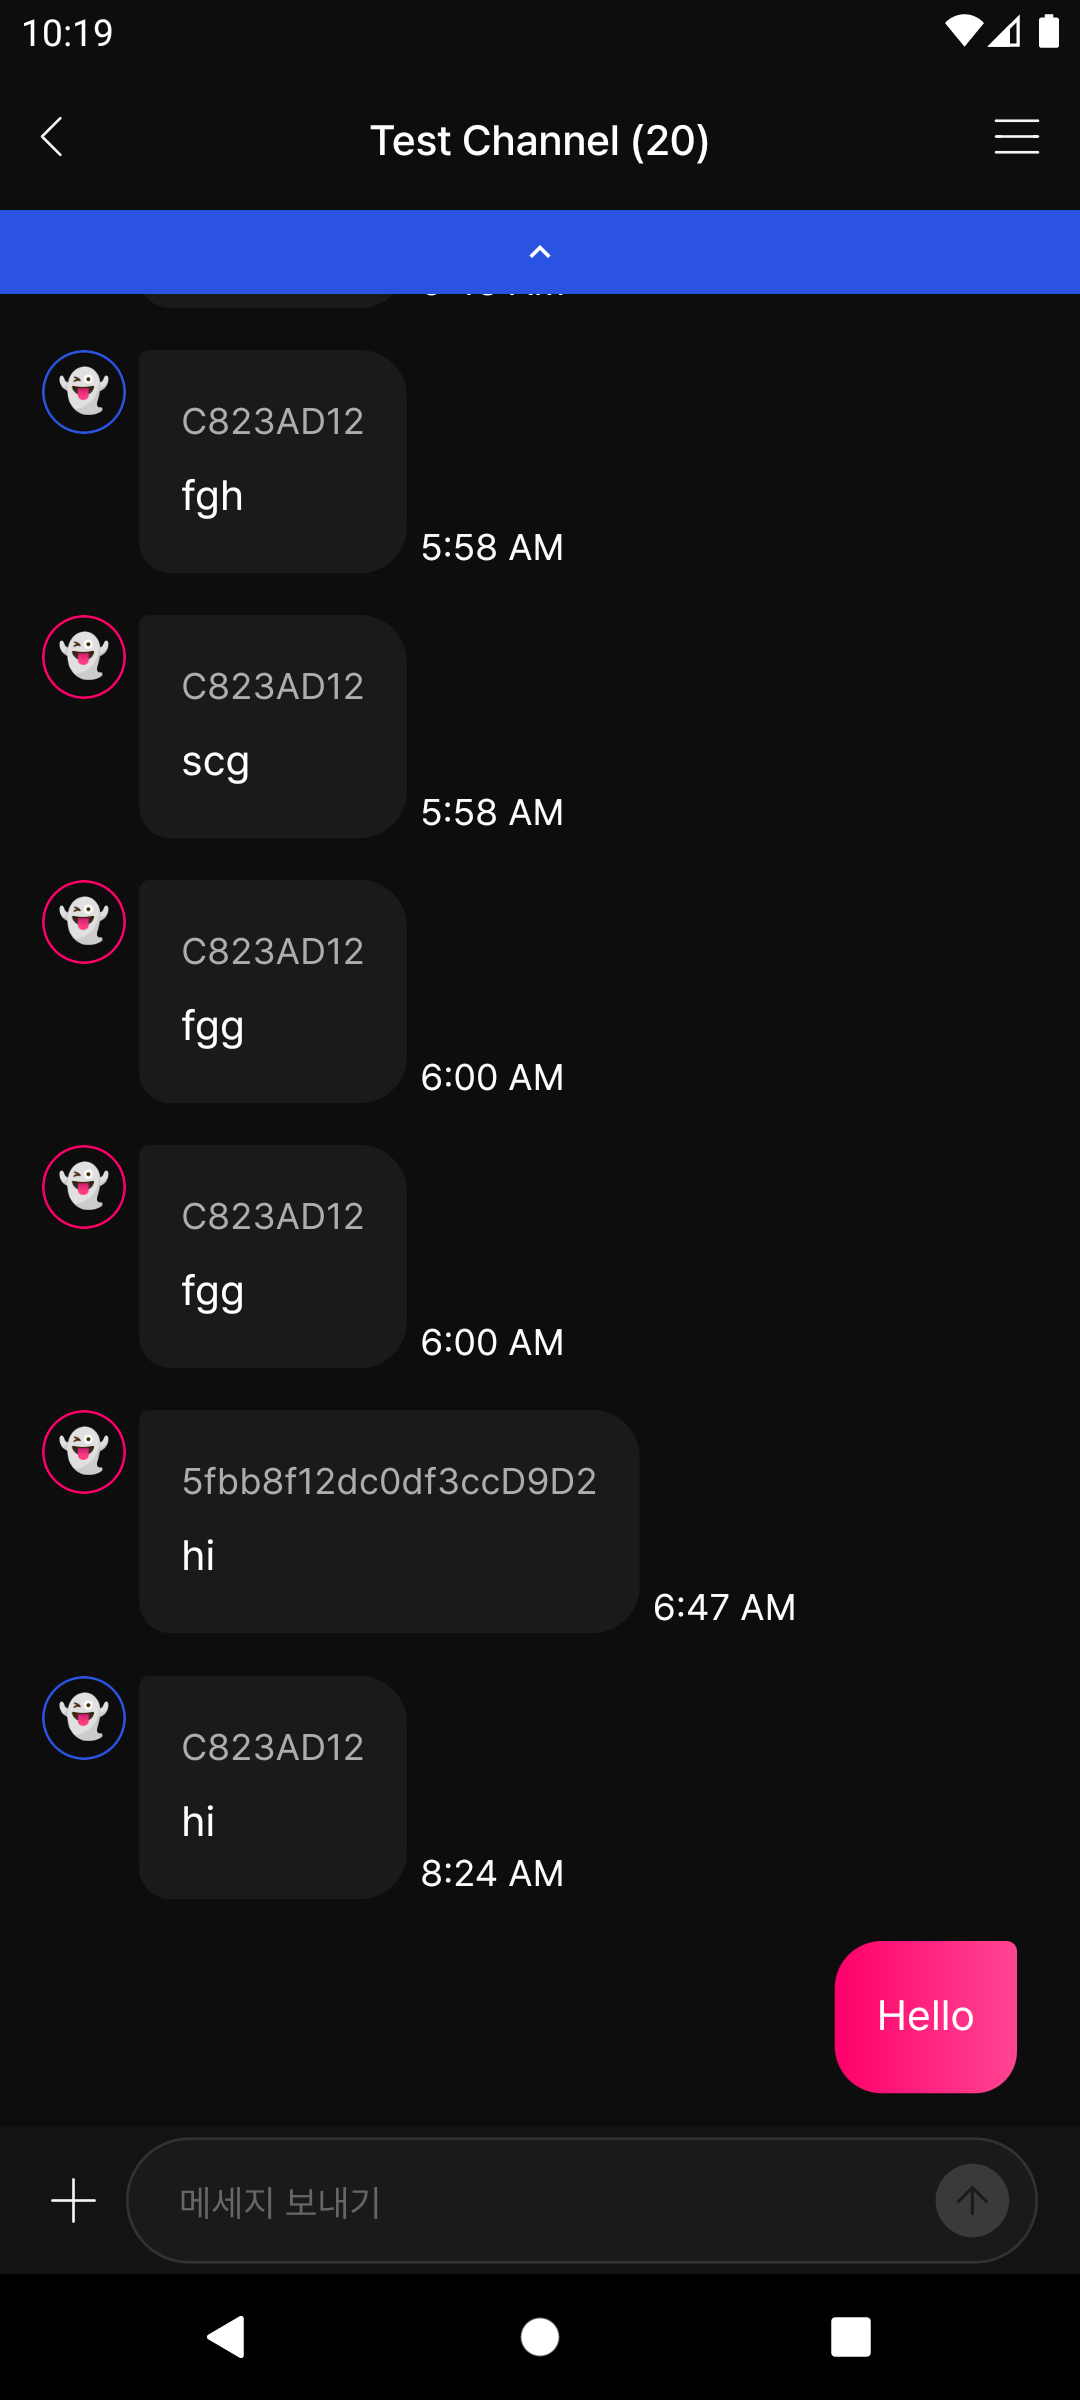 10:19
Test Channel (20)
C823AD12
fgh
5:58 AM
C823AD12
scg
5:58 AM
C823AD12
fgg
6:00 AM
C823AD12
fgg
6:00 AM
5fbb8f12dc0df3ccD9D2
hi
6:47 AM
C823AD12
hi
8:24 AM
Hello
메세지 보내기